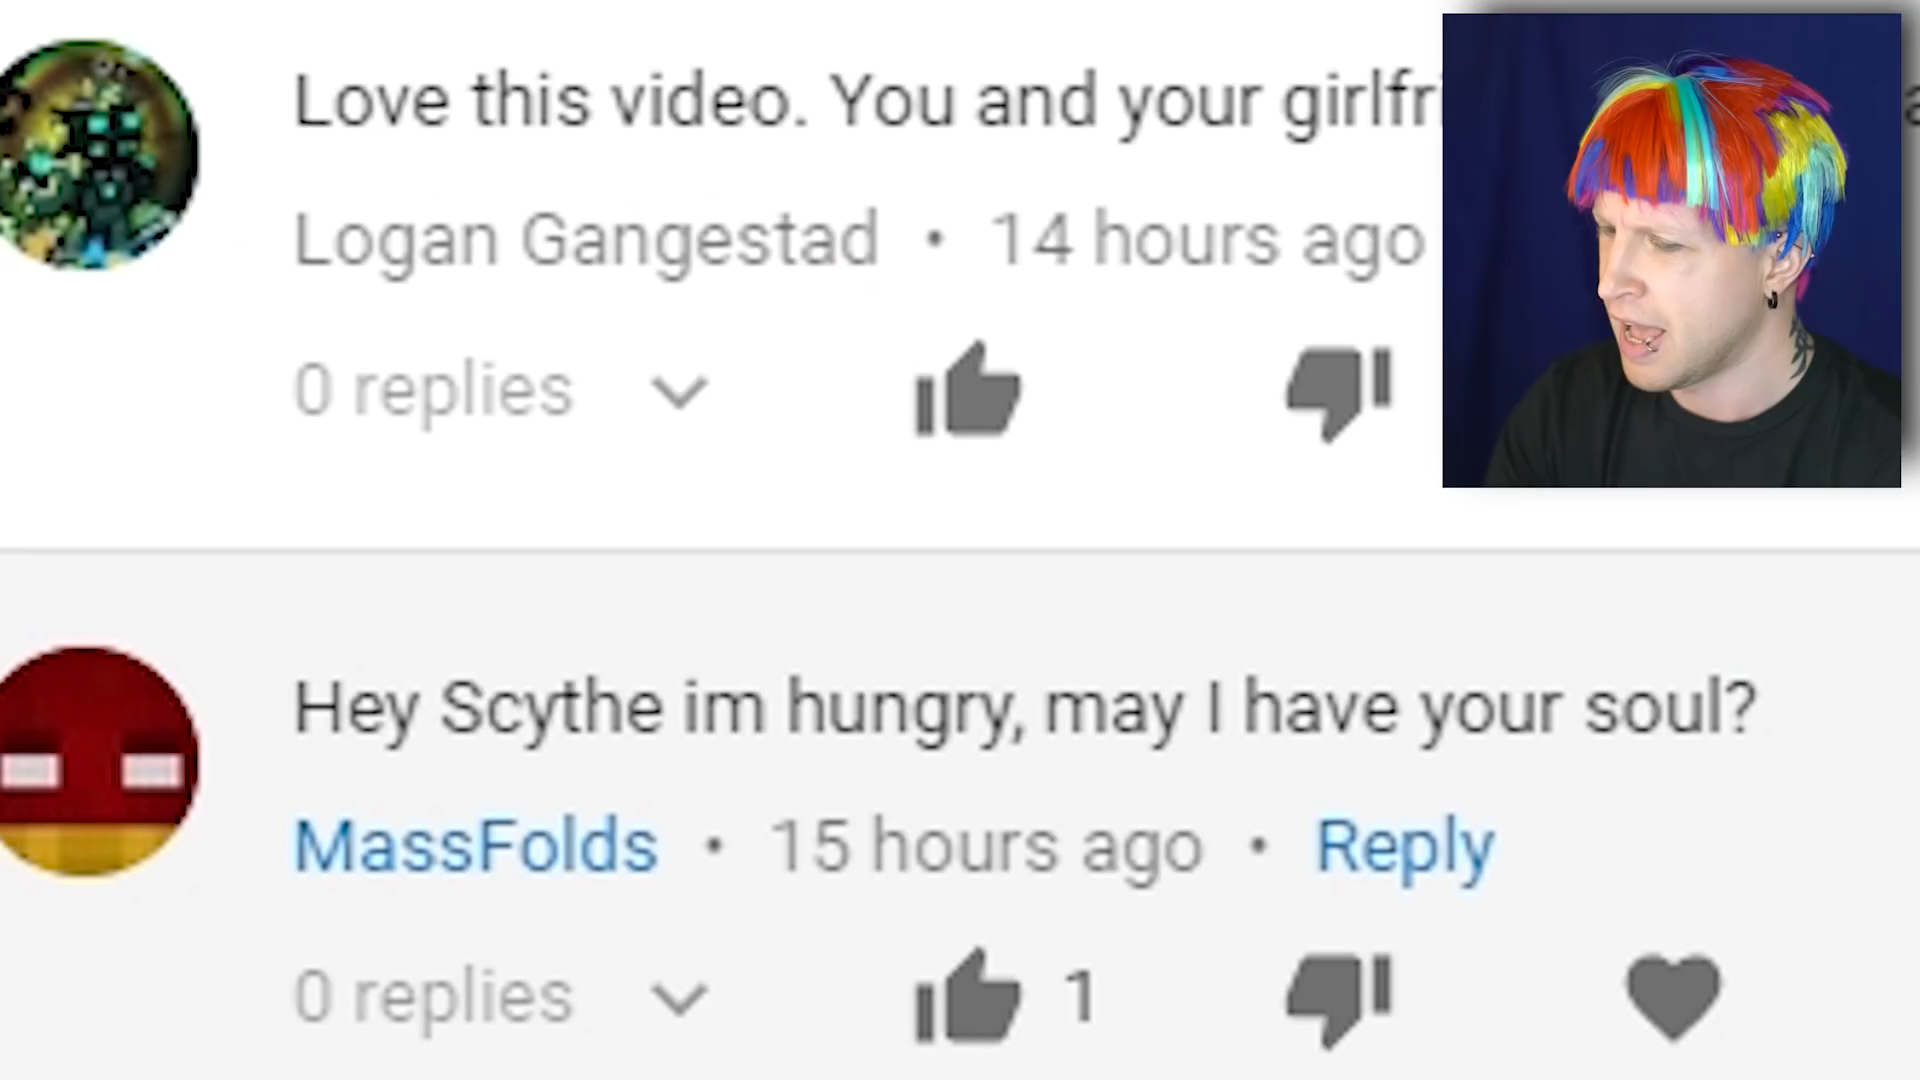 Love this video. You and your
Logan Gangestad • 14 hours ago
0 replies
Hey Scythe im hungry, may I have your soul?
MassFolds • 15 hours ago • Reply
0 replies 1